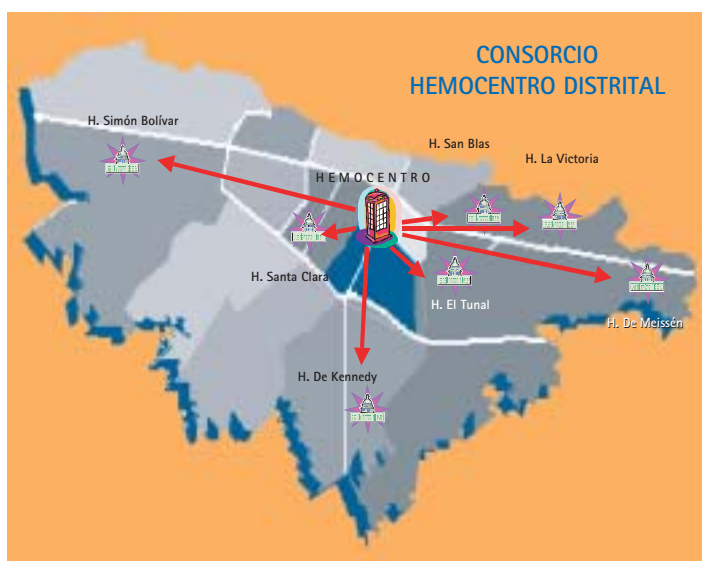 CONSORCIO
HEMOCENTRO DISTRITAL
H. Simón Bolívar
H. San Blas
H. La Victoria
HEMOCENTRO
H. Santa Clara
H. El Tunal
H. De Meissén
H. De Kennedy